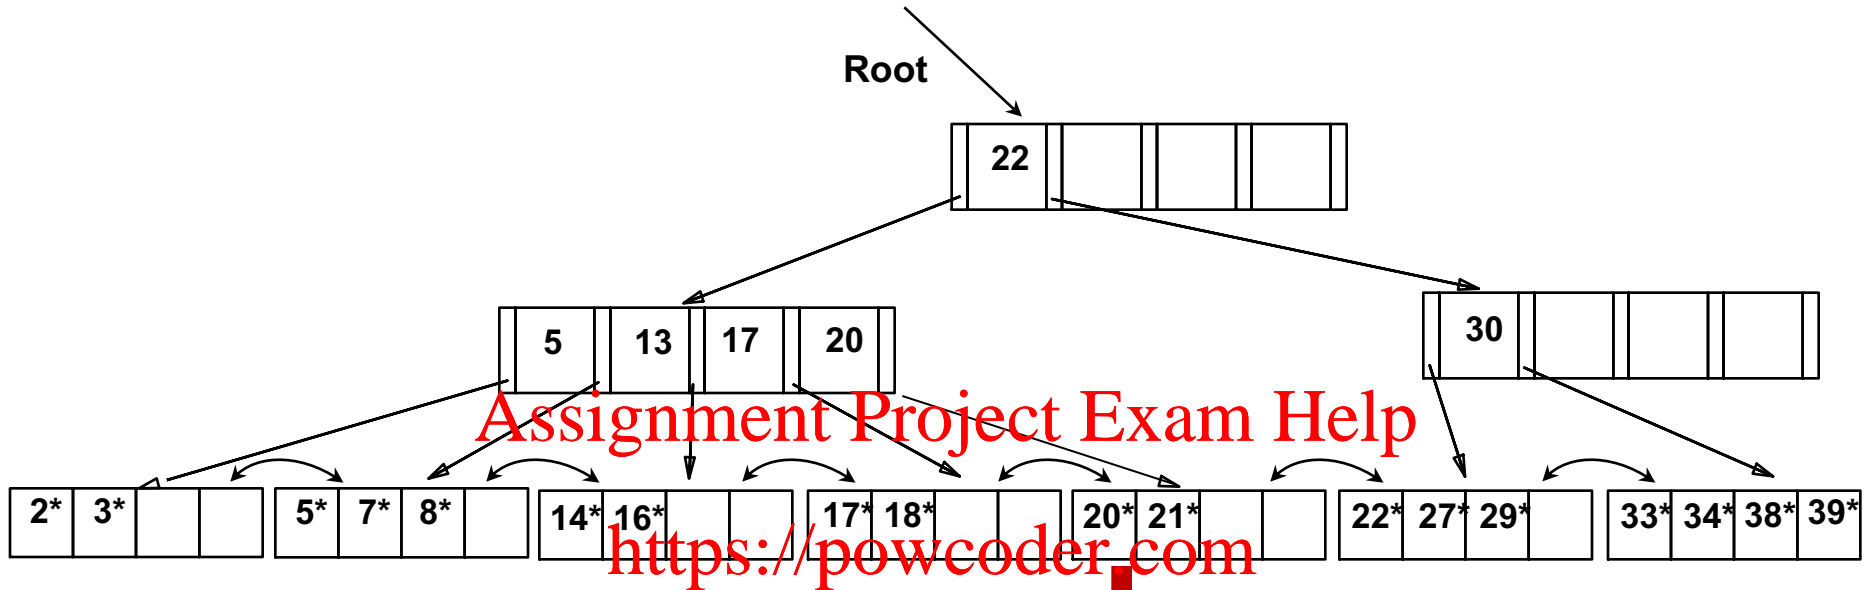 Root
22
30
5 13 17 20
Assignment Project Exam Help
2* 3* 5* 7* 8* 14* 16* 17* 18* 20* 21* 22* 27* 29* 33* 34* 38* 39*
https://powcoder.com